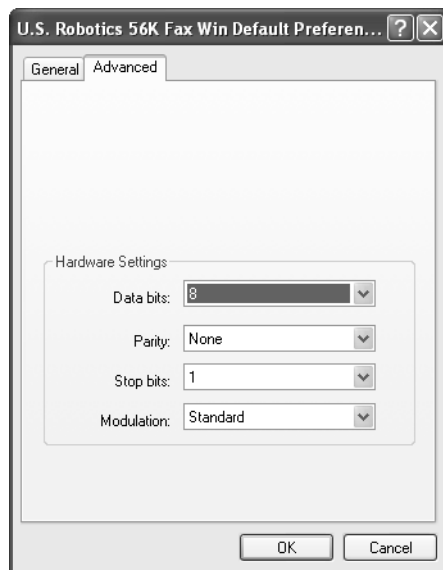 U.S. Robotics 56K Fax Win Default Preferen...
General Advanced
Hardware Settings
Data bits: 8
Parity: None
Stop bits: 1
Modulation: Standard
OK Cancel